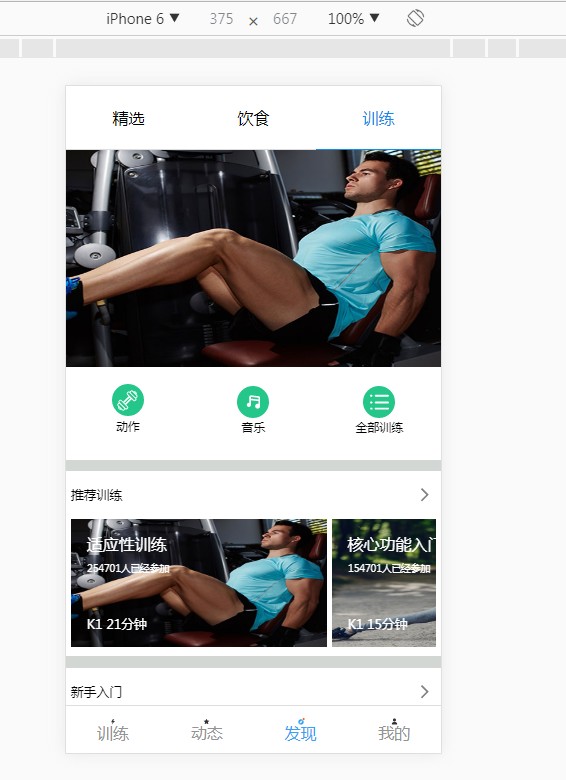 iPhone 6 ▼ 375 × 667 100% ▼
精选 饮食 训练
动作 音乐 全部训练
推荐训练
适应性训练 核心功能入门
254701人已经参加 154701人已经参加
K1 21分钟 K1 15分钟
新手入门
训练 动态 发现 我的